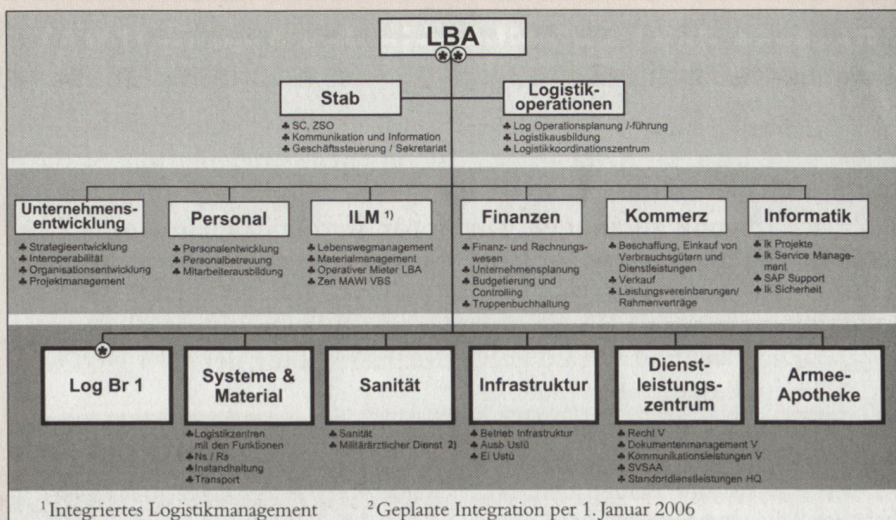 LBA
Stab
♣ SC, ZSO
♣ Kommunikation und Information
♣ Geschäftssteuerung / Sekretariat
Logistik-
operationen
♣ Log Operationsplanung /-führung
♣ Logistikausbildung
♣ Logistikkoordinationszentrum
Unternehmens-
entwicklung
♣ Strategieentwicklung
♣ Interoperabilität
♣ Organisationsentwicklung
♣ Projektmanagement
Personal
♣ Personalentwicklung
♣ Personalbetreuung
♣ Mitarbeiterausbildung
ILM 1)
♣ Lebenswegmanagement
♣ Materialmanagement
♣ Operativer Mieter LBA
♣ Zen MAWI VBS
Finanzen
♣ Finanz- und Rechnungs-
wesen
♣ Unternehmensplanung
♣ Budgetierung und
Controlling
♣ Truppenbuchhaltung
Kommerz
♣ Beschaffung, Einkauf von
Verbrauchsgütern und
Dienstleistungen
♣ Verkauf
♣ Leistungsvereinbarungen/
Rahmenverträge
Informatik
♣ Ik Projekte
♣ Ik Service Manage-
ment
♣ SAP Support
♣ Ik Sicherheit
Log Br 1
Systeme &
Material
♣ Logistikzentren
mit den Funktionen
♣ Ns / Rs
♣ Instandhaltung
♣ Transport
Sanität
♣ Sanität
♣ Militärärztlicher Dienst 2)
Infrastruktur
♣ Betrieb Infrastruktur
♣ Ausb Ustü
♣ Ei Ustü
Dienst-
leistungs-
zentrum
♣ Recht V
♣ Dokumentenmanagement V
♣ Kommunikationsleistungen V
♣ SVSAA
♣ Standortdienstleistungen HQ
Armee-
Apotheke
1 Integriertes Logistikmanagement
2 Geplante Integration per 1. Januar 2006